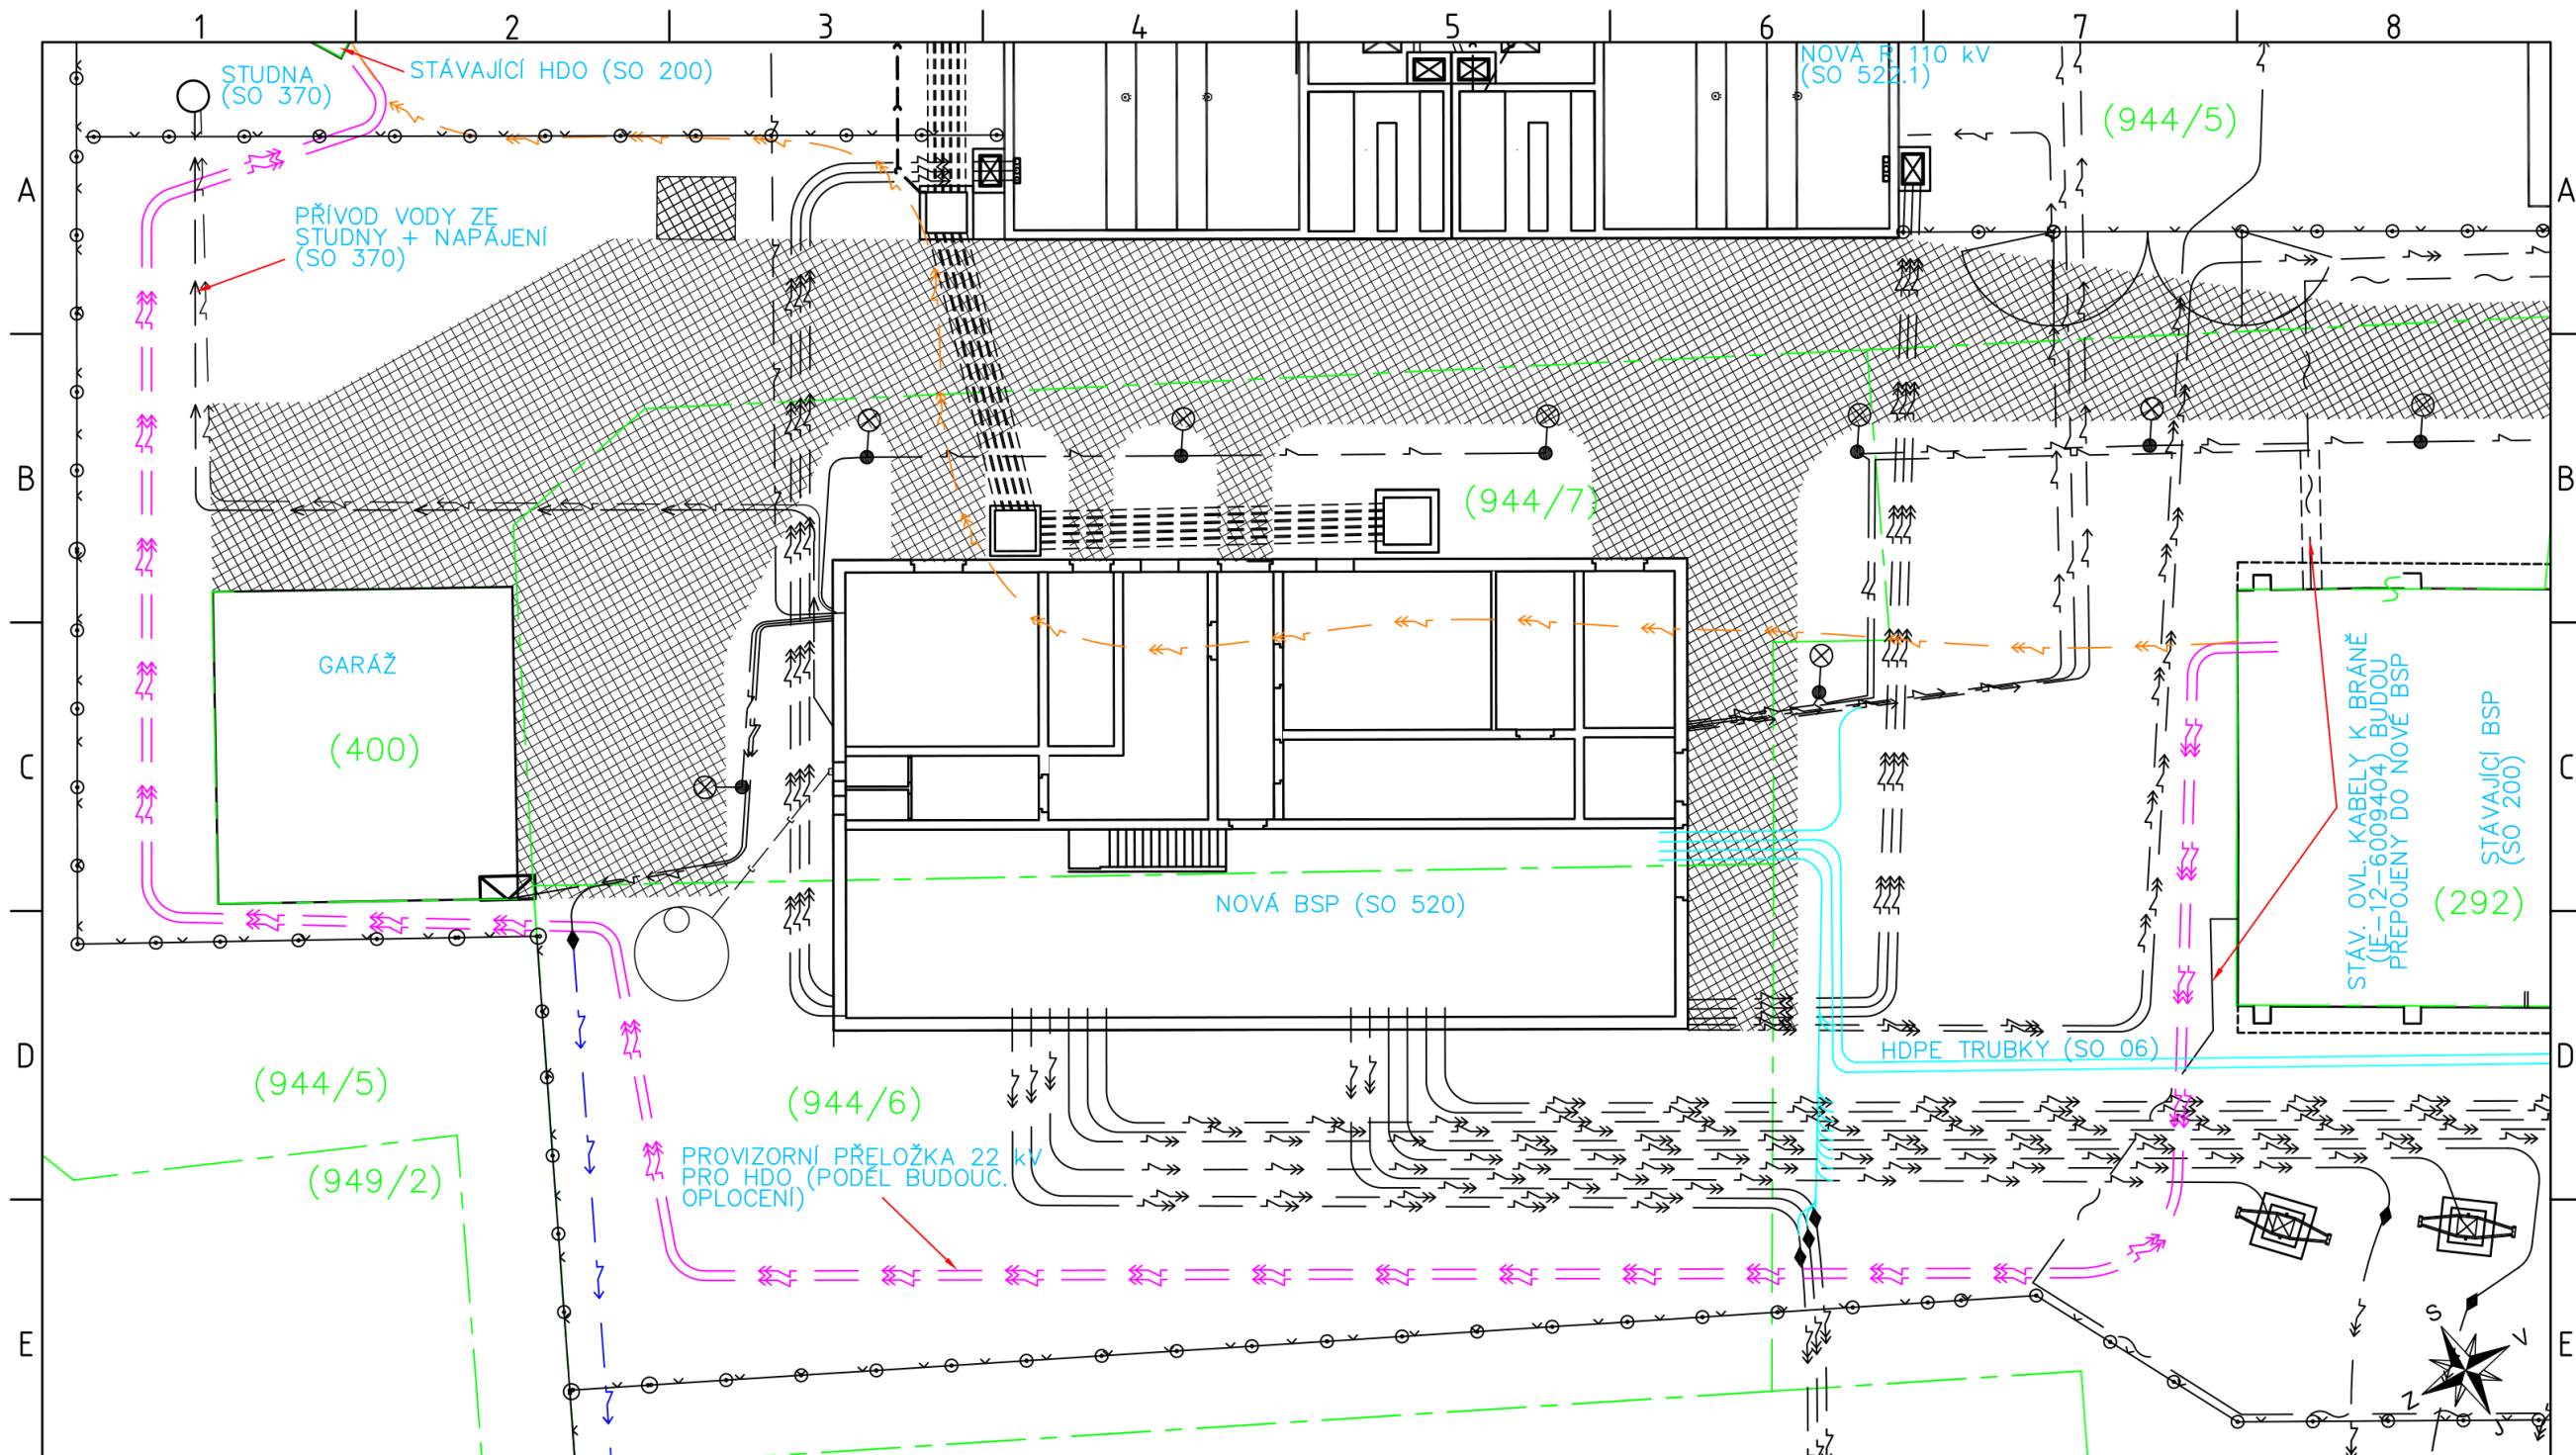 1 2 3 4 5 6 7 8
STUDNA
(SO 370)
STÁVAJÍCÍ HDO (SO 200)
NOVÁ R 110 kV
(SO 522.1)
(944/5)
A A
PŘÍVOD VODY ZE
STUDNY + NAPÁJENÍ
(SO 370)
B B
(944/7)
GARÁŽ
(400)
C C
STÁV. OVL. KABELY K BRÁNĚ
(IE-12-6009404) BUDOU
PŘEPOJENY DO NOVÉ BSP
STÁVAJÍCÍ BSP
(SO 200)
(292)
NOVÁ BSP (SO 520)
D D
HDPE TRUBKY (SO 06)
(944/5)
(944/6)
(949/2)
PROVIZORNÍ PŘELOŽKA 22 kV
PRO HDO (PODÉL BUDOUC.
OPLOCENÍ)
E E
S
V
Z
J